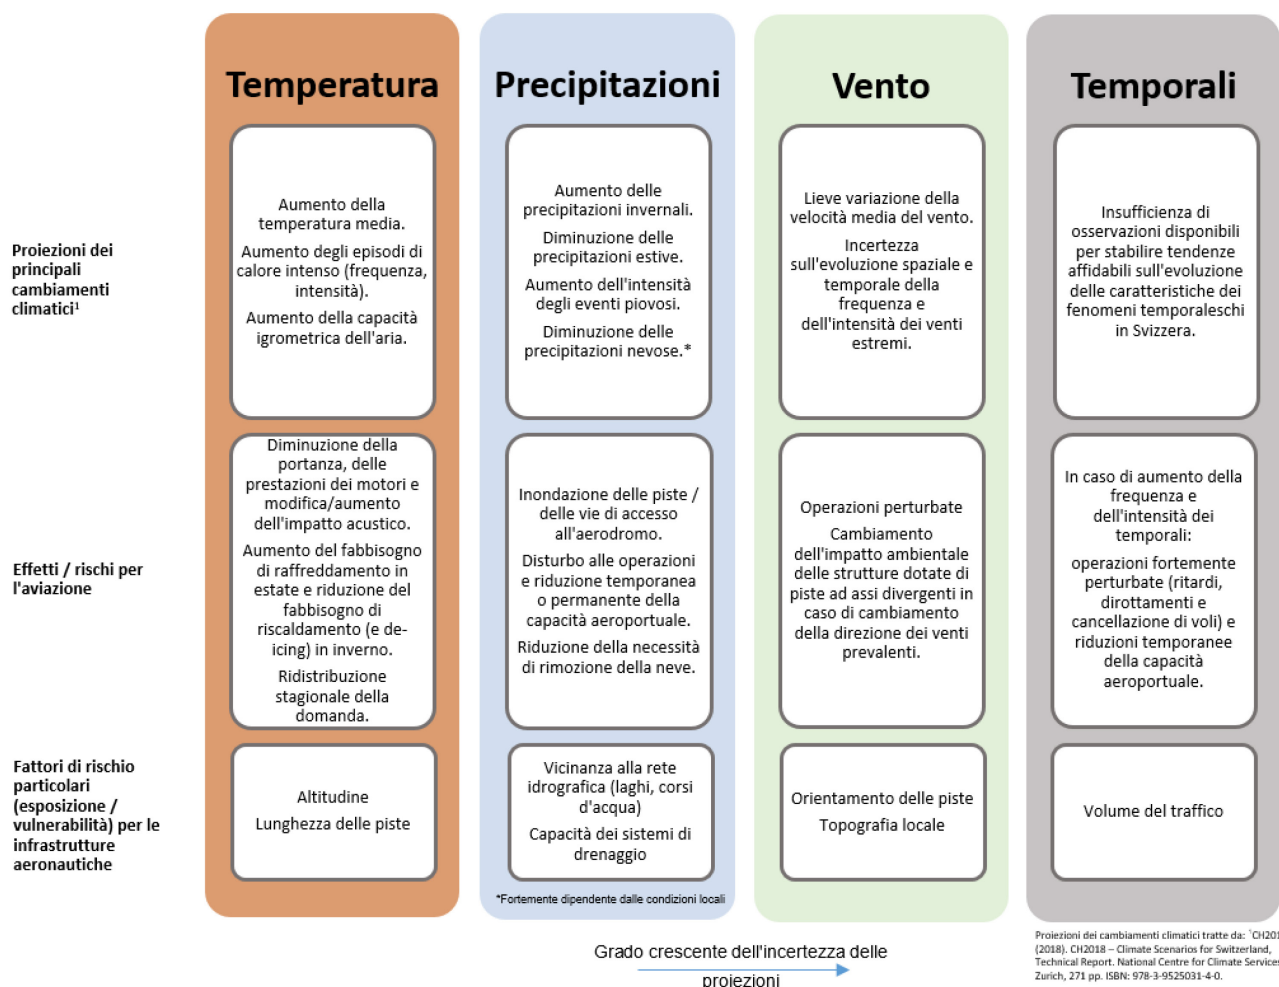 Temperatura
Precipitazioni
Vento
Temporali
Proiezioni dei
principali
cambiamenti
climatici¹
Aumento della
temperatura media.
Aumento degli episodi di
calore intenso (frequenza,
intensità).
Aumento della capacità
igrometrica dell'aria.
Aumento delle
precipitazioni invernali.
Diminuzione delle
precipitazioni estive.
Aumento dell'intensità
degli eventi piovosi.
Diminuzione delle
precipitazioni nevose.*
Lieve variazione della
velocità media del vento.
Incertezza
sull'evoluzione spaziale e
temporale della
frequenza e
dell'intensità dei venti
estremi.
Insufficienza di
osservazioni disponibili
per stabilire tendenze
affidabili sull'evoluzione
delle caratteristiche dei
fenomeni temporaleschi
in Svizzera.
Effetti / rischi per
l'aviazione
Diminuzione della
portanza, delle
prestazioni dei motori e
modifica/aumento
dell'impatto acustico.
Aumento del fabbisogno
di raffreddamento in
estate e riduzione del
fabbisogno di
riscaldamento (e de-
icing) in inverno.
Ridistribuzione
stagionale della
domanda.
Inondazione delle piste /
delle vie di accesso
all'aerodromo.
Disturbo alle operazioni
e riduzione temporanea
o permanente della
capacità aeroportuale.
Riduzione della necessità
di rimozione della neve.
Operazioni perturbate
Cambiamento
dell'impatto ambientale
delle strutture dotate di
piste ad assi divergenti in
caso di cambiamento
della direzione dei venti
prevalenti.
In caso di aumento della
frequenza e
dell'intensità dei
temporali:
operazioni fortemente
perturbate (ritardi,
dirottamenti e
cancellazione di voli) e
riduzioni temporanee
della capacità
aeroportuale.
Fattori di rischio
particolari
(esposizione /
vulnerabilità) per le
infrastrutture
aeronautiche
Altitudine
Lunghezza delle piste
Vicinanza alla rete
idrografica (laghi, corsi
d'acqua)
Capacità dei sistemi di
drenaggio
Orientamento delle piste
Topografia locale
Volume del traffico
*Fortemente dipendente dalle condizioni locali
Grado crescente dell'incertezza delle
proiezioni
Proiezioni dei cambiamenti climatici tratte da: ¹CH201
(2018). CH2018 – Climate Scenarios for Switzerland,
Technical Report. National Centre for Climate Services
Zurich, 271 pp. ISBN: 978-3-9525031-4-0.